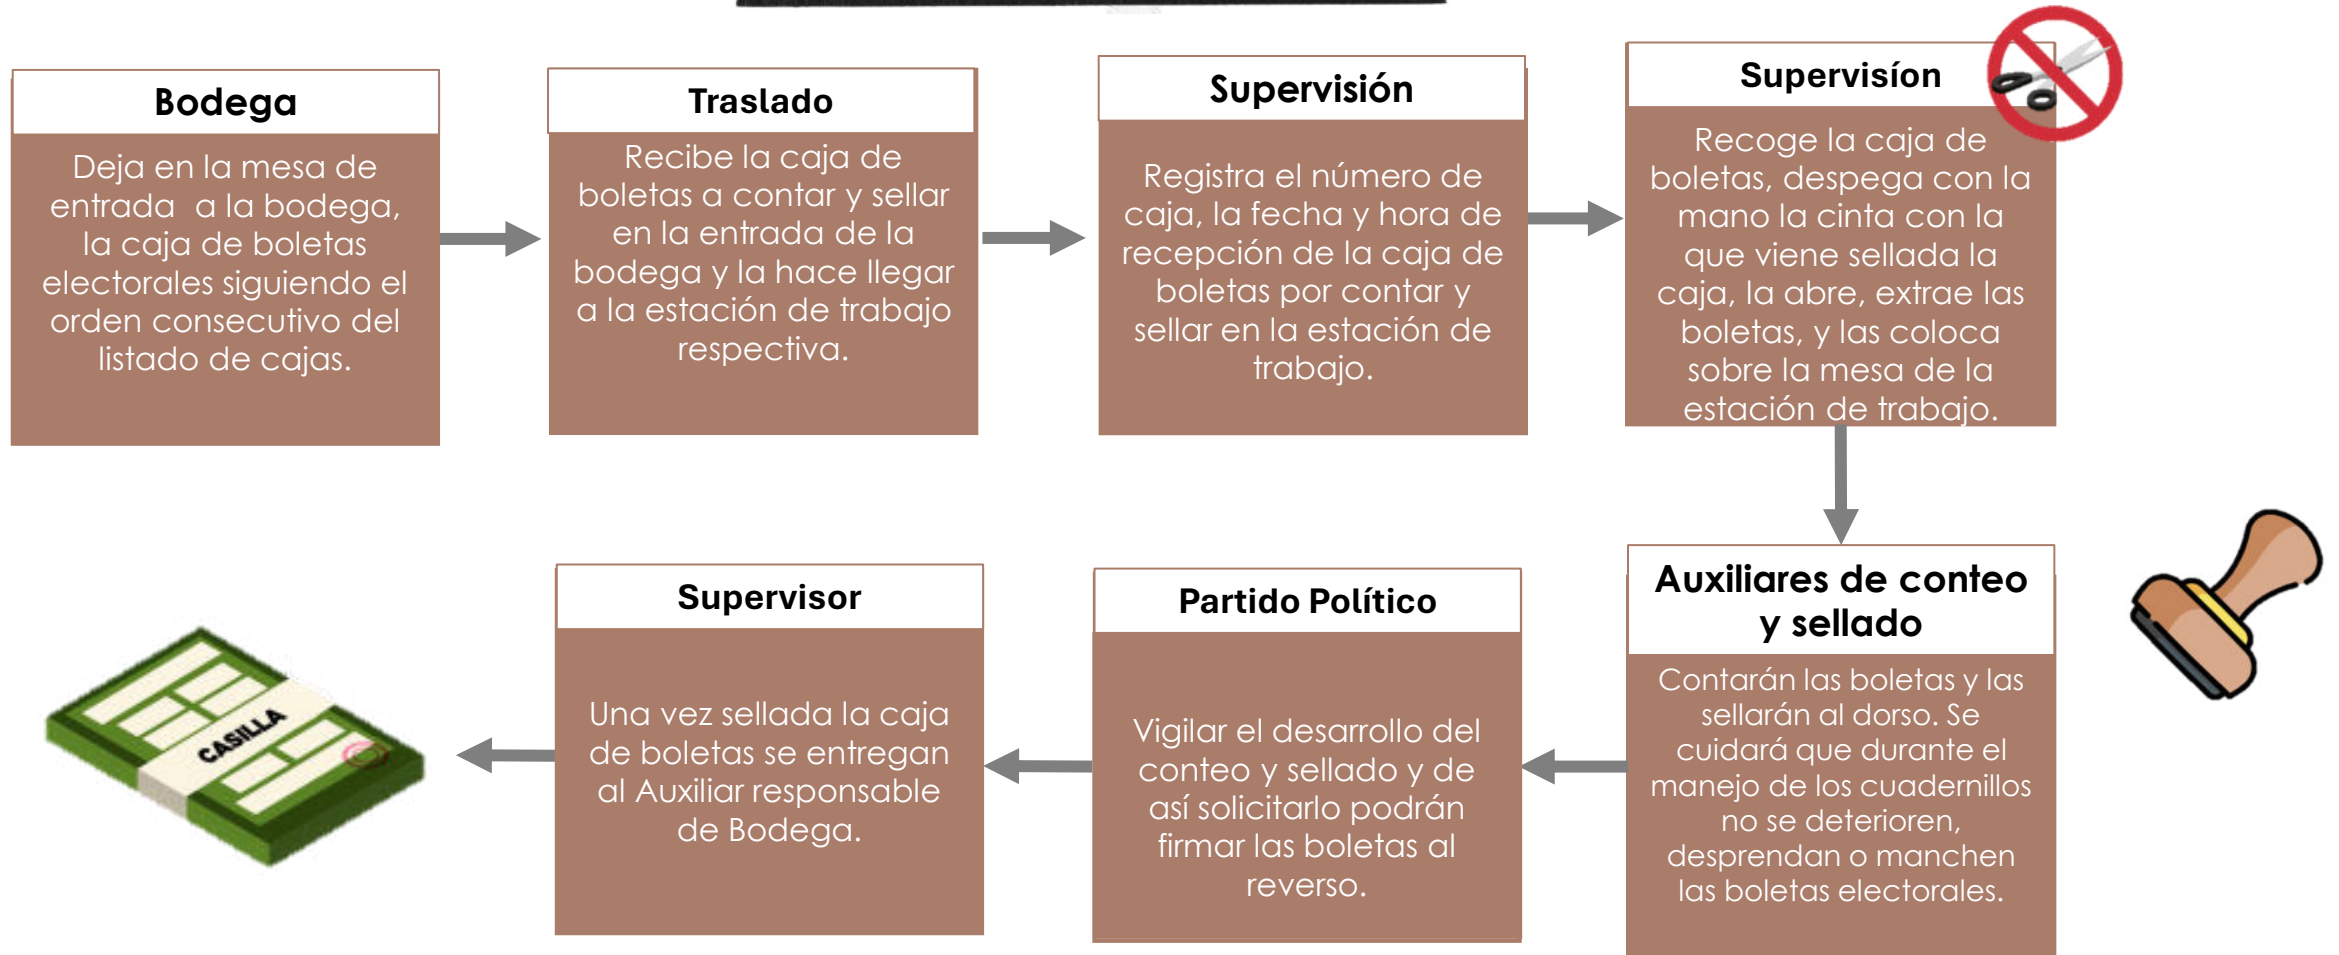 Bodega
Deja en la mesa de
entrada a la bodega,
la caja de boletas
electorales siguiendo el
orden consecutivo del
listado de cajas.
Traslado
Recibe la caja de
boletas a contar y sellar
en la entrada de la
bodega y la hace llegar
a la estación de trabajo
respectiva.
Supervisión
Registra el número de
caja, la fecha y hora de
recepción de la caja de
boletas por contar y
sellar en la estación de
trabajo.
Supervisíon
Recoge la caja de
boletas, despega con la
mano la cinta con la
que viene sellada la
caja, la abre, extrae las
boletas, y las coloca
sobre la mesa de la
estación de trabajo.
Auxiliares de conteo
y sellado
Contarán las boletas y las
sellarán al dorso. Se
cuidará que durante el
manejo de los cuadernillos
no se deterioren,
desprendan o manchen
las boletas electorales.
Partido Político
Vigilar el desarrollo del
conteo y sellado y de
así solicitarlo podrán
firmar las boletas al
reverso.
Supervisor
Una vez sellada la caja
de boletas se entregan
al Auxiliar responsable
de Bodega.
CASILLA